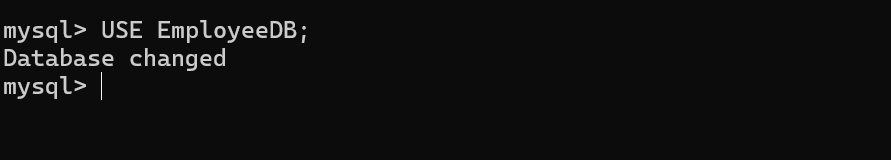 mysql> USE EmployeeDB;
Database changed
mysql>